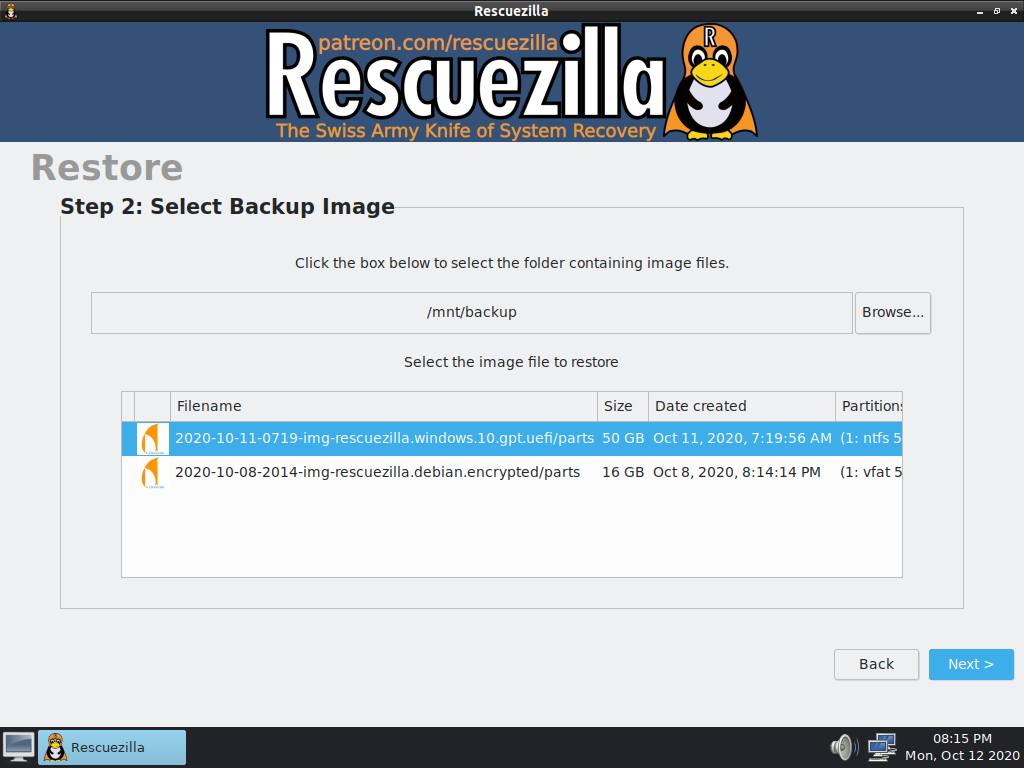 Rescuezilla
patreon.com/rescuezilla
Rescuezilla
R
The Swiss Army Knife of System Recovery
Restore
Step 2: Select Backup Image
Click the box below to select the folder containing image files.
/mnt/backup Browse...
Select the image file to restore
Filename Size Date created Partitions
2020-10-11-0719-img-rescuezilla.windows.10.gpt.uefi/parts 50 GB Oct 11, 2020, 7:19:56 AM (1: ntfs 5
2020-10-08-2014-img-rescuezilla.debian.encrypted/parts 16 GB Oct 8, 2020, 8:14:14 PM (1: vfat 5
Back Next >
Rescuezilla
08:15 PM
Mon, Oct 12 2020